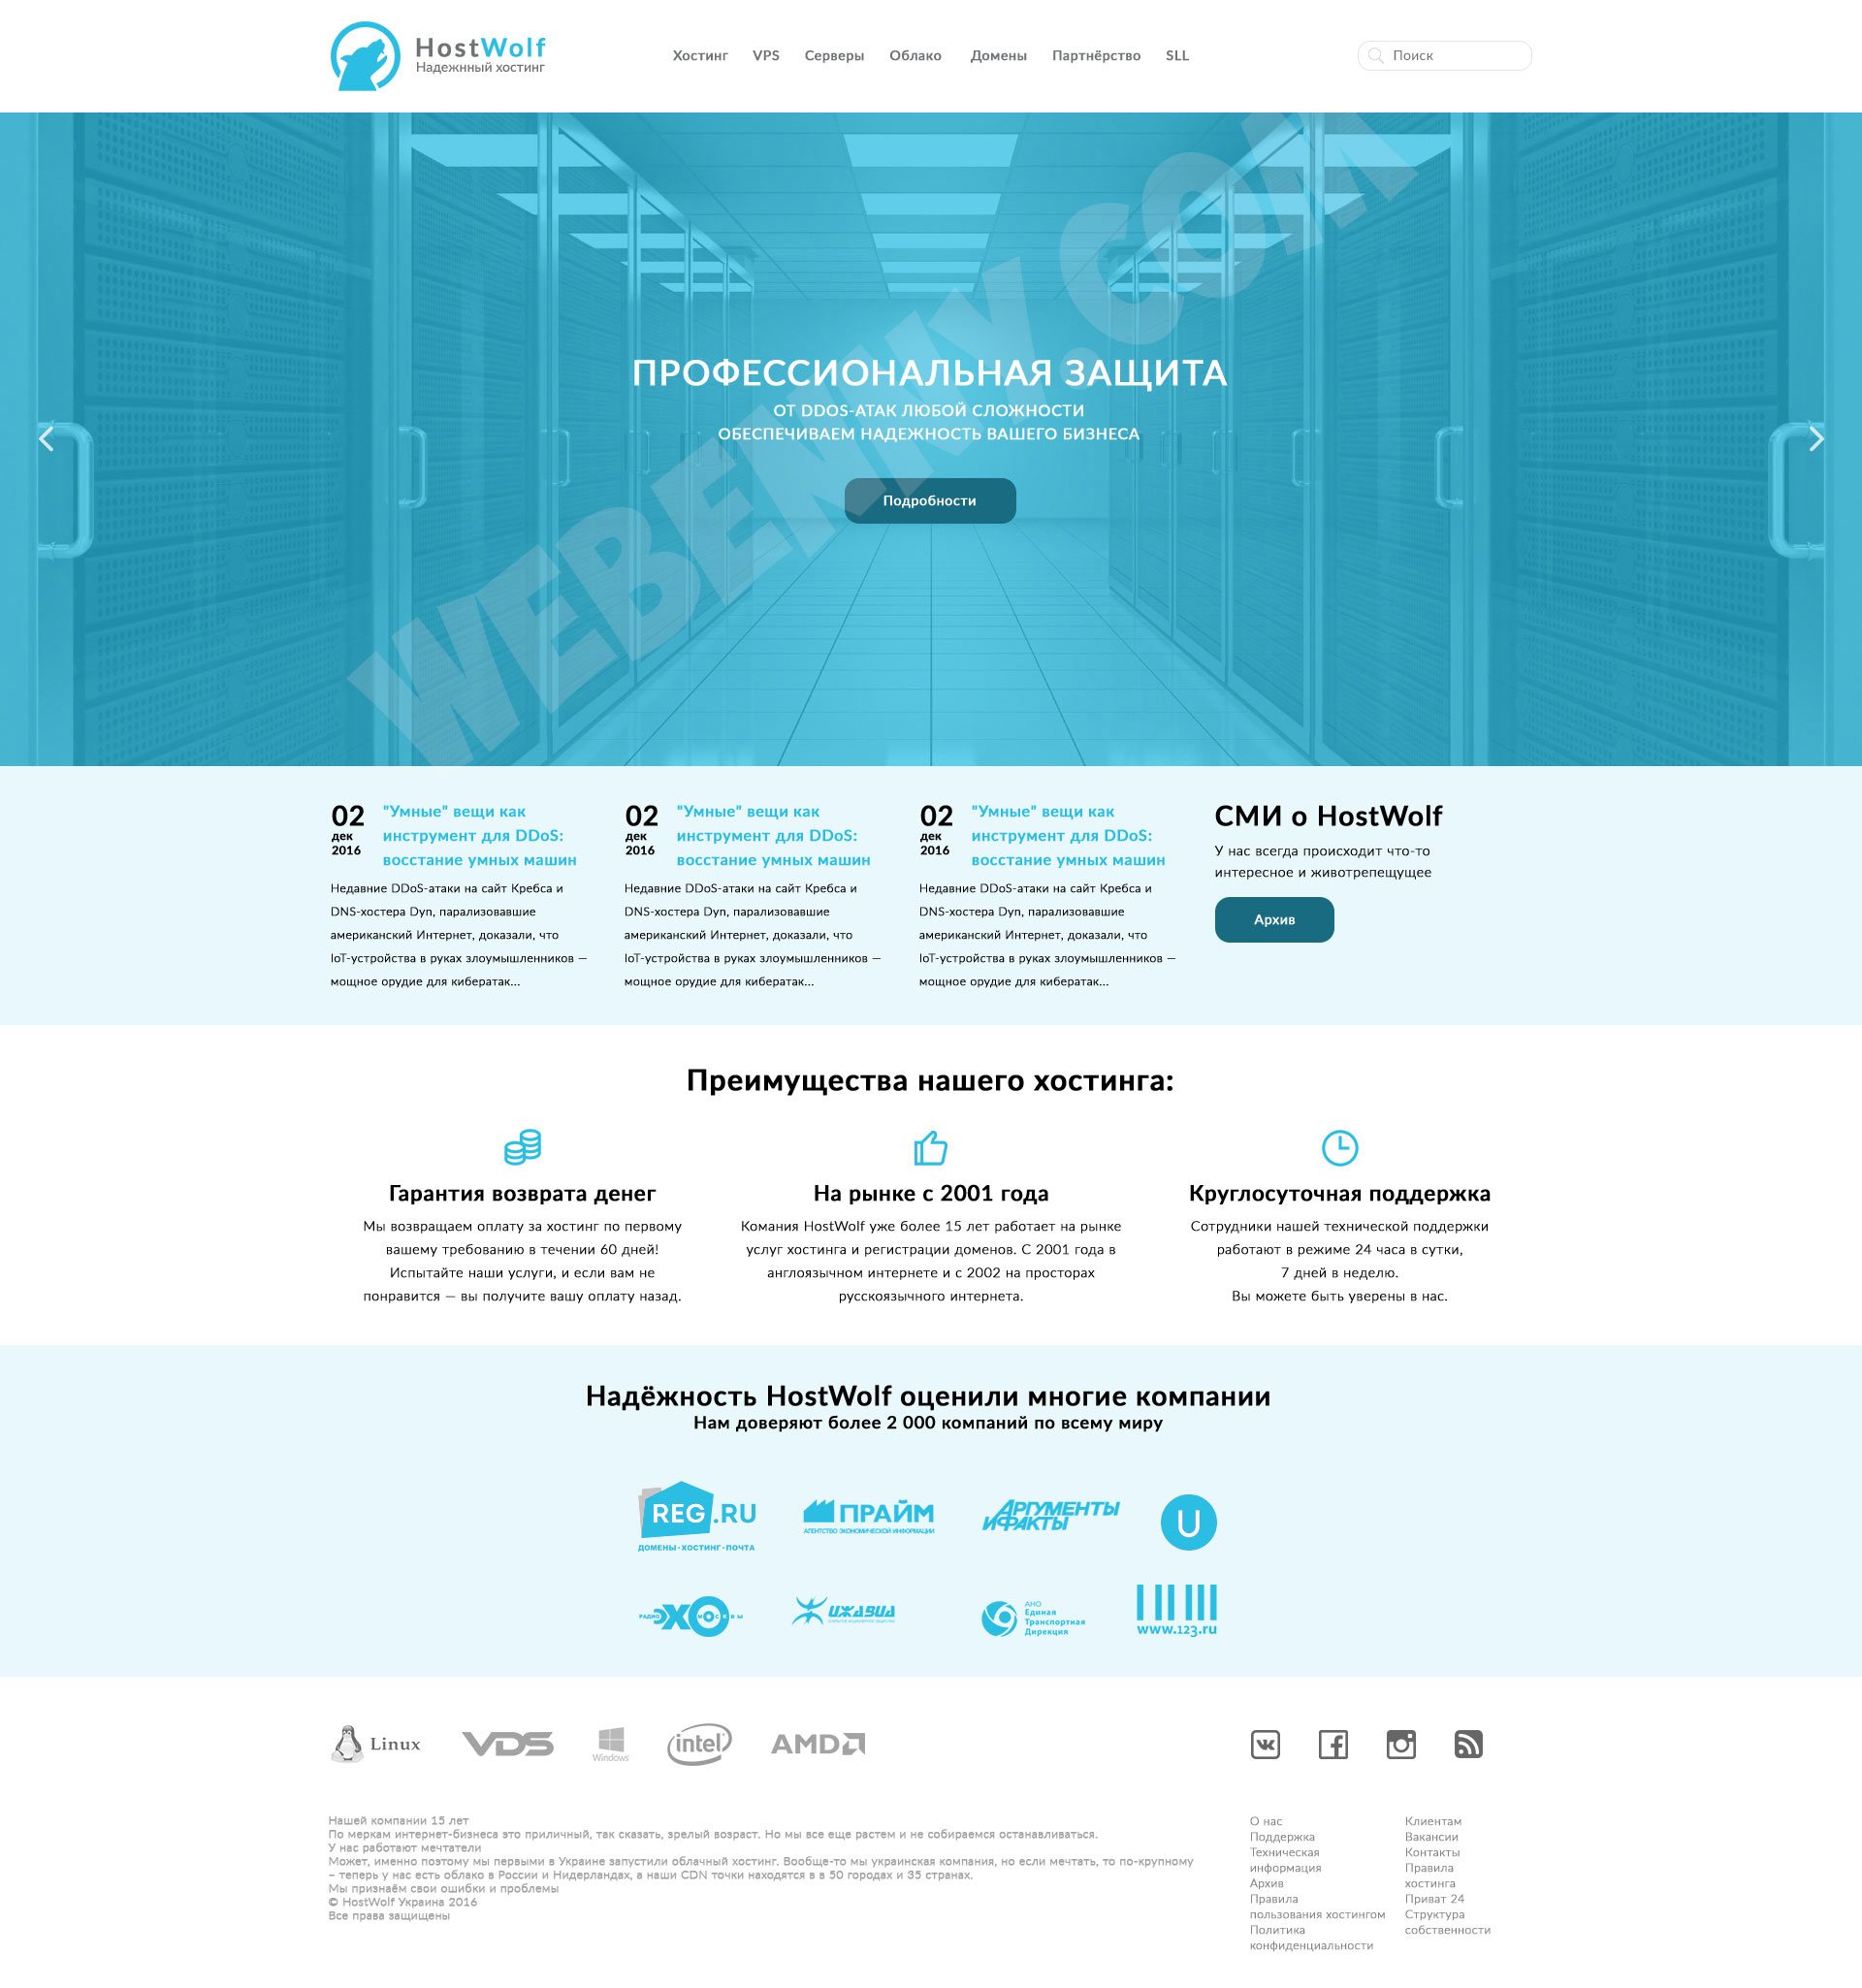 HostWolf
Надежнный хостинг
Хостинг VPS Серверы Облако Домены Партнёрство SLL
Поиск
WEBENNY.COM
ПРОФЕССИОНАЛЬНАЯ ЗАЩИТА
ОТ DDOS-АТАК ЛЮБОЙ СЛОЖНОСТИ
ОБЕСПЕЧИВАЕМ НАДЕЖНОСТЬ ВАШЕГО БИЗНЕСА
Подробности
02
дек
2016
"Умные" вещи как
инструмент для DDoS:
восстание умных машин
Недавние DDoS-атаки на сайт Кребса и
DNS-хостера Dyn, парализовавшие
американский Интернет, доказали, что
IoT-устройства в руках злоумышленников —
мощное орудие для кибератак...
02
дек
2016
"Умные" вещи как
инструмент для DDoS:
восстание умных машин
Недавние DDoS-атаки на сайт Кребса и
DNS-хостера Dyn, парализовавшие
американский Интернет, доказали, что
IoT-устройства в руках злоумышленников —
мощное орудие для кибератак...
02
дек
2016
"Умные" вещи как
инструмент для DDoS:
восстание умных машин
Недавние DDoS-атаки на сайт Кребса и
DNS-хостера Dyn, парализовавшие
американский Интернет, доказали, что
IoT-устройства в руках злоумышленников —
мощное орудие для кибератак...
СМИ о HostWolf
У нас всегда происходит что-то
интересное и животрепещущее
Архив
Преимущества нашего хостинга:
Гарантия возврата денег
Мы возвращаем оплату за хостинг по первому
вашему требованию в течении 60 дней!
Испытайте наши услуги, и если вам не
понравится — вы получите вашу оплату назад.
На рынке с 2001 года
Комания HostWolf уже более 15 лет работает на рынке
услуг хостинга и регистрации доменов. С 2001 года в
англоязычном интернете и с 2002 на просторах
русскоязычного интернета.
Круглосуточная поддержка
Сотрудники нашей технической поддержки
работают в режиме 24 часа в сутки,
7 дней в неделю.
Вы можете быть уверены в нас.
Надёжность HostWolf оценили многие компании
Нам доверяют более 2 000 компаний по всему миру
REG.RU
ДОМЕНЫ·ХОСТИНГ·ПОЧТА
ПРАЙМ
АГЕНТСТВО ЭКОНОМИЧЕСКОЙ ИНФОРМАЦИИ
АРГУМЕНТЫ
И ФАКТЫ
U
РАДИО ЭХО МОСКВЫ
ИЖАВИА
АНО
Единая
Транспортная
Дирекция
www.123.ru
Linux
VDS
Windows
intel
AMD
Нашей компании 15 лет
По меркам интернет-бизнеса это приличный, так сказать, зрелый возраст. Но мы все еще растем и не собираемся останавливаться.
У нас работают мечтатели
Может, именно поэтому мы первыми в Украине запустили облачный хостинг. Вообще-то мы украинская компания, но если мечтать, то по-крупному
– теперь у нас есть облако в России и Нидерландах, а наши CDN точки находятся в в 50 городах и 35 странах.
Мы признаём свои ошибки и проблемы
© HostWolf Украина 2016
Все права защищены
О нас
Поддержка
Техническая
информация
Архив
Правила
пользования хостингом
Политика
конфиденциальности
Клиентам
Вакансии
Контакты
Правила
хостинга
Приват 24
Структура
собственности